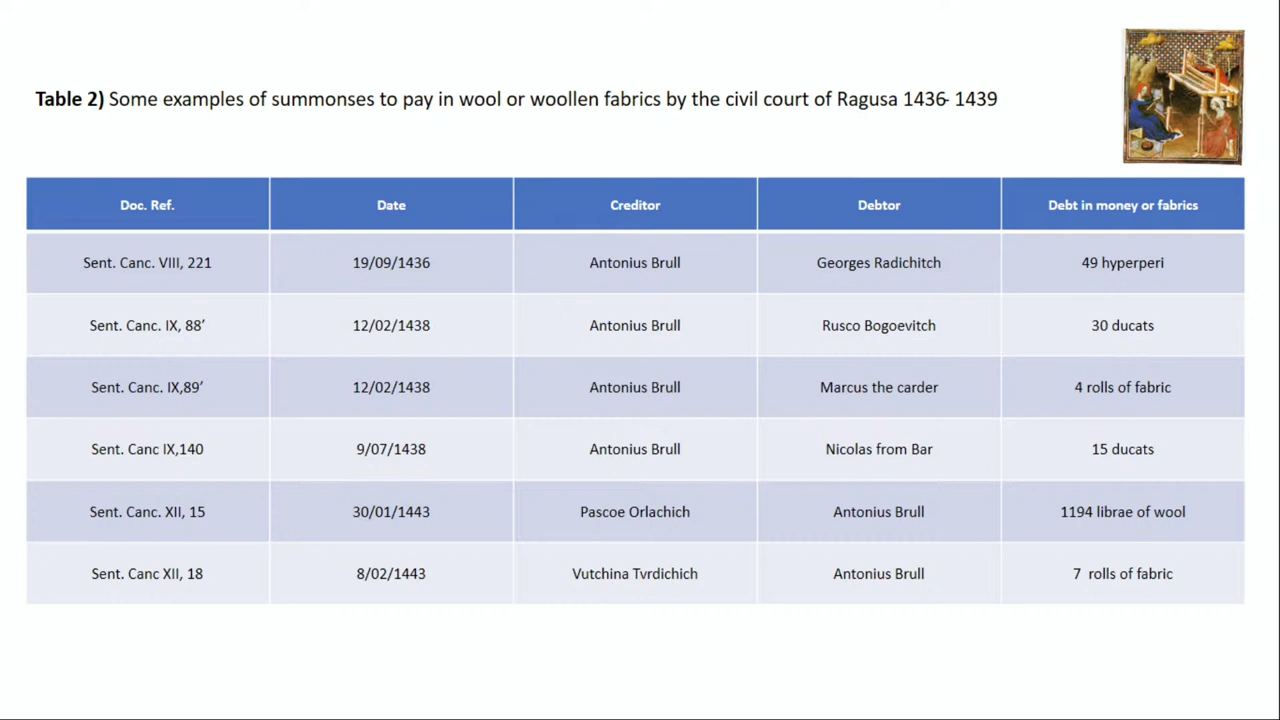 Table 2) Some examples of summonses to pay in wool or woollen fabrics by the civil court of Ragusa 1436- 1439
Doc. Ref. Date Creditor Debtor Debt in money or fabrics
Sent. Canc. VIII, 221 19/09/1436 Antonius Brull Georges Radichitch 49 hyperperi
Sent. Canc. IX, 88’ 12/02/1438 Antonius Brull Rusco Bogoevitch 30 ducats
Sent. Canc. IX,89’ 12/02/1438 Antonius Brull Marcus the carder 4 rolls of fabric
Sent. Canc IX,140 9/07/1438 Antonius Brull Nicolas from Bar 15 ducats
Sent. Canc. XII, 15 30/01/1443 Pascoe Orlachich Antonius Brull 1194 librae of wool
Sent. Canc XII, 18 8/02/1443 Vutchina Tvrdichich Antonius Brull 7 rolls of fabric